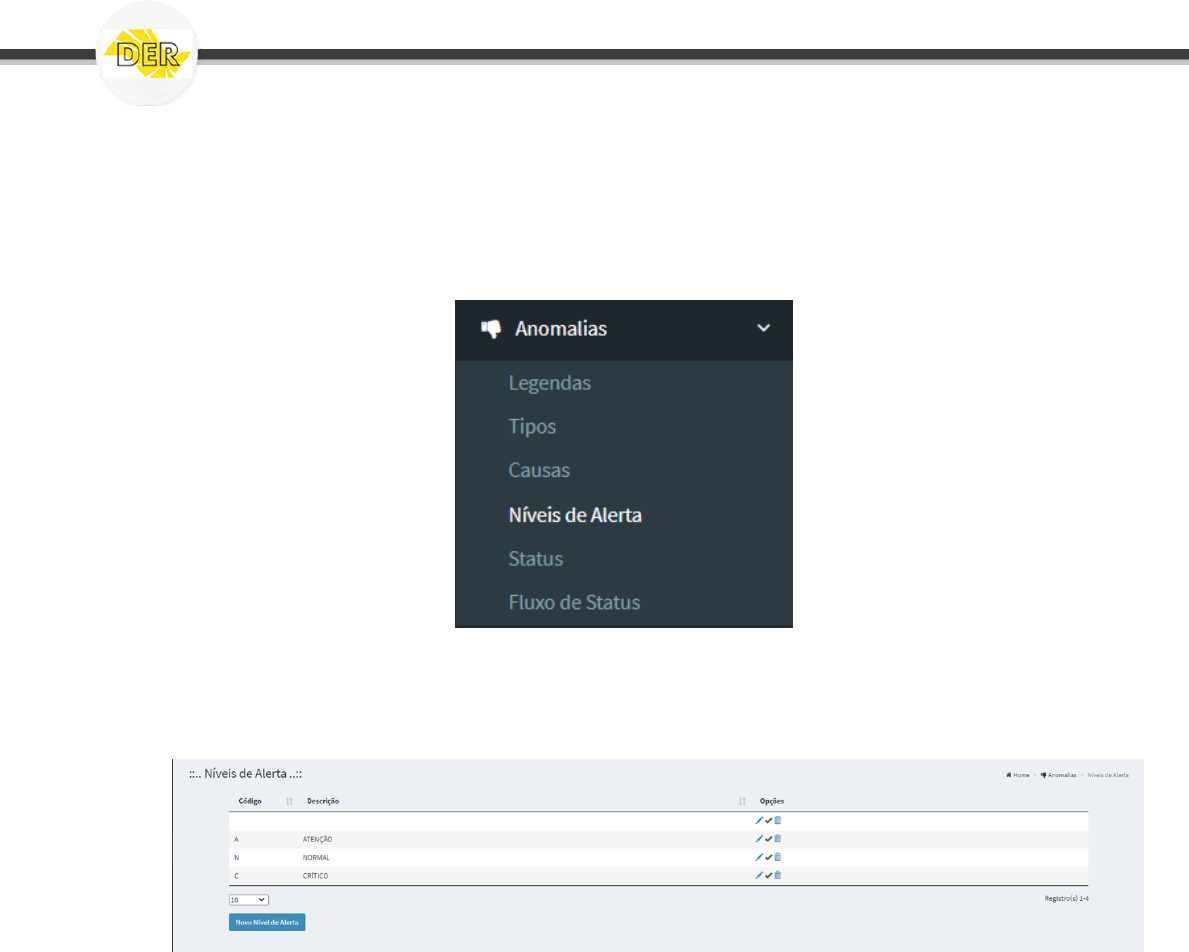 DER
Anomalias
Legendas
Tipos
Causas
Níveis de Alerta
Status
Fluxo de Status
::.. Níveis de Alerta ..::
Home > Anomalias > Níveis de Alerta
Código Descrição Opções
A ATENÇÃO
N NORMAL
C CRÍTICO
10
Registro(s) 1-4
Novo Nível de Alerta